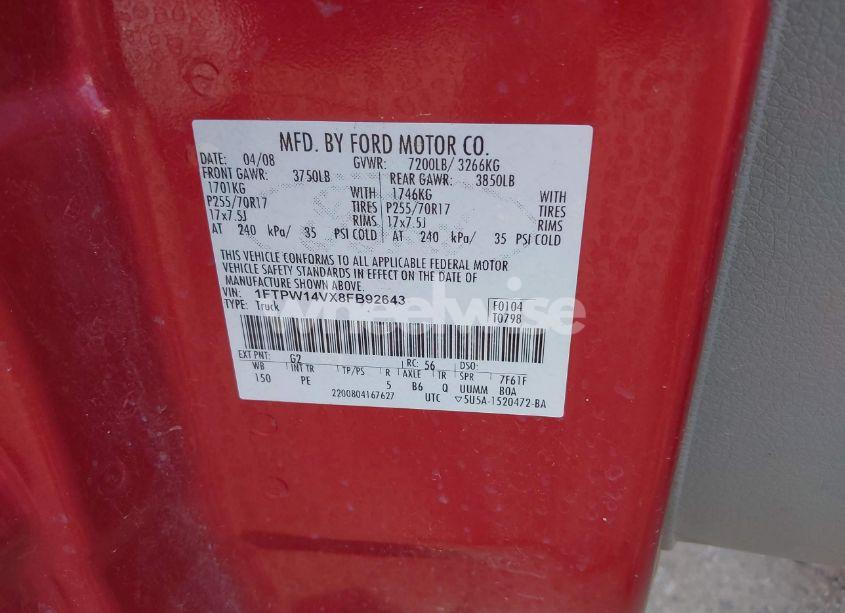 MFD. BY FORD MOTOR CO.
DATE: 04/08 GVWR: 7200LB/ 3266KG
FRONT GAWR: 3750LB REAR GAWR: 3850LB
1701KG WITH 1746KG WITH
P255/70R17 TIRES P255/70R17 TIRES
17x7.5J RIMS 17x7.5J RIMS
AT 240 kPa/ 35 PSI COLD AT 240 kPa/ 35 PSI COLD
THIS VEHICLE CONFORMS TO ALL APPLICABLE FEDERAL MOTOR
VEHICLE SAFETY STANDARDS IN EFFECT ON THE DATE OF
MANUFACTURE SHOWN ABOVE.
VIN: 1FTPW14VX8FB92643 F0104
TYPE: Truck T0798
wheelwise
EXT PNT: G2 RC: 56 DSO:
WB INT TR TP/PS R AXLE TR SPR 7F61F
150 PE 5 B6 Q UUMM BOA
2200804167627 UTC ▽5U5A-1520472-BA